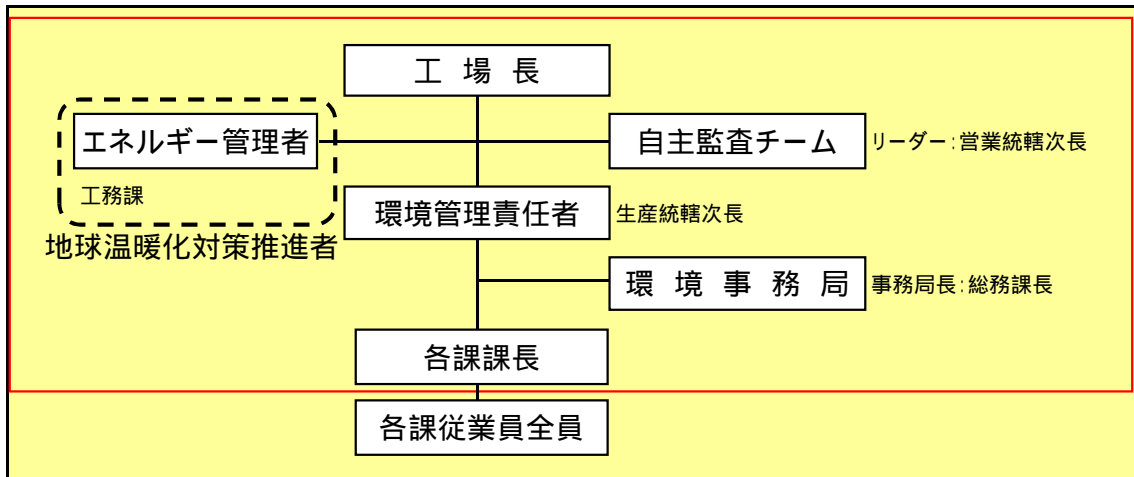 工 場 長
エネルギー管理者
自主監査チーム
リーダー：営業統轄次長
工務課
環境管理責任者
生産統轄次長
地球温暖化対策推進者
環 境 事 務 局
事務局長：総務課長
各課課長
各課従業員全員